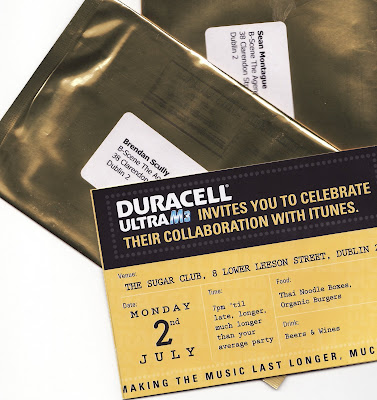 Sean Montague
B-Scene The Agen
38 Clarendon Str
Dublin 2
Brendan Scully
B-Scene The Age
38 Clarendon
Dublin 2
DURACELL
ULTRA M3 INVITES YOU TO CELEBRATE
THEIR COLLABORATION WITH ITUNES.
Venue: THE SUGAR CLUB, 8 LOWER LEESON STREET, DUBLIN 2
Date:
MONDAY
2nd
JULY
Time:
7pm 'til
late, longer,
much longer
than your
average party
Food:
Thai Noodle Boxes,
Organic Burgers
Drink:
Beers & Wines
MAKING THE MUSIC LAST LONGER, MUC